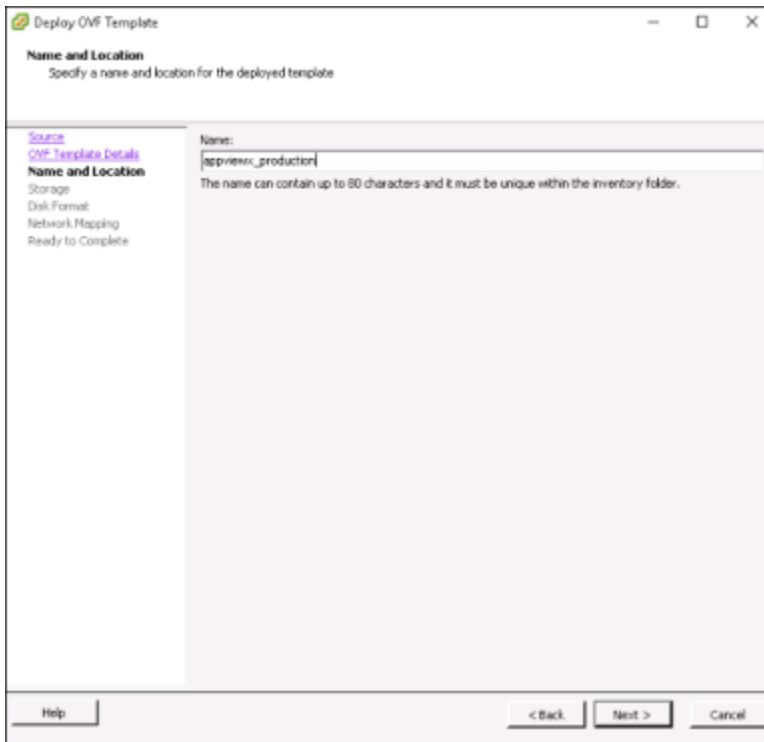 Deploy OVF Template
Name and Location
Specify a name and location for the deployed template
Source
OVF Template Details
Name and Location
Storage
Disk Format
Network Mapping
Ready to Complete
Name:
appviewx_production
The name can contain up to 80 characters and it must be unique within the inventory folder.
Help
< Back
Next >
Cancel